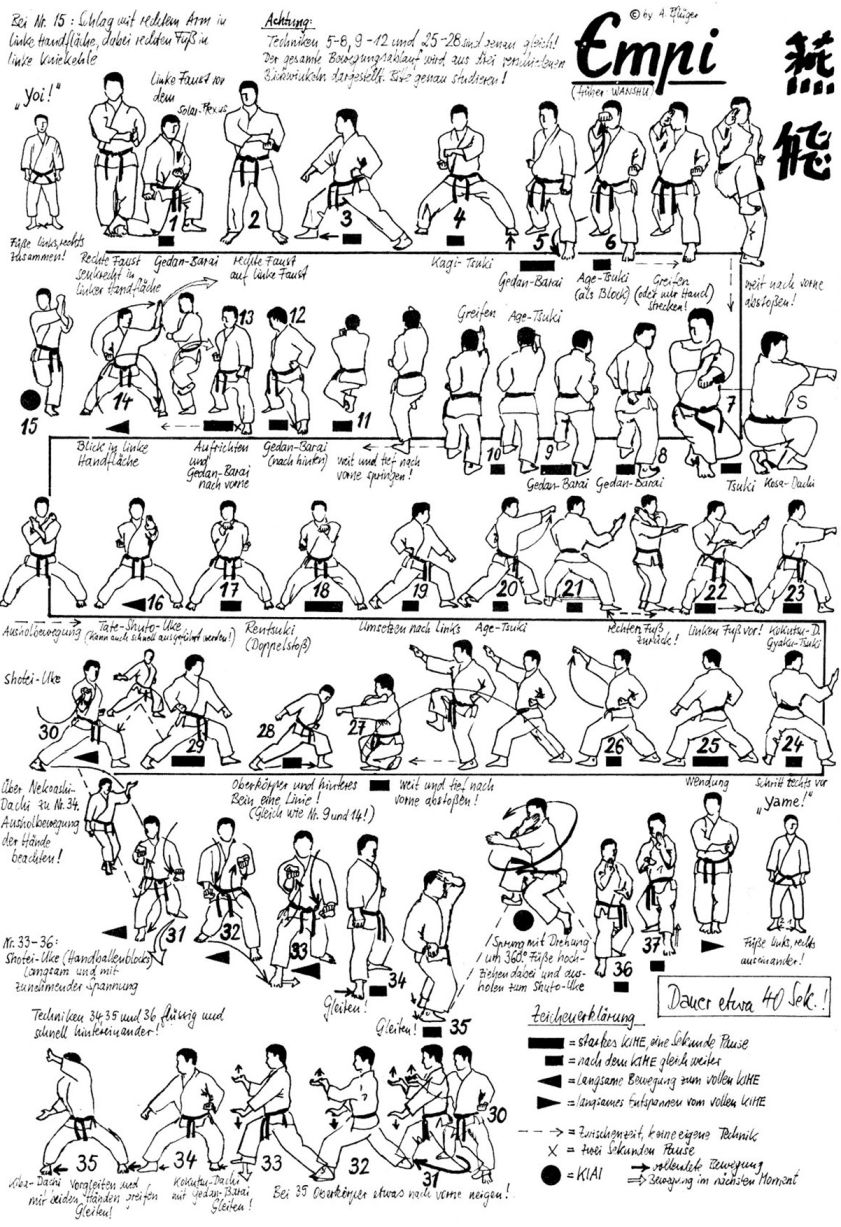 Bei Nr. 15: Schlag mit rechtem Arm in
linke Handfläche, dabei rechten Fuß in
linke Kniekehle
Achtung:
Techniken 5-8, 9-12 und 25-28 sind genau gleich!
Der gesamte Bewegungsablauf wird aus drei verschiedenen
Blickwinkeln dargestellt. Bitte genau studieren!
© by A. Pflüger
Empi
(früher: WANSHU)
燕
飛
„Yoi!"
Linke Faust vor
dem
Solar-Plexus
1
2
3
4
5
6
Füße links, rechts
zusammen!
Rechte Faust
senkrecht in
linker Handfläche
Gedan-Barai
rechte Faust
auf linke Faust
Kagi-Tsuki
Gedan-Barai
Age-Tsuki
(als Block)
Greifen
(oder nur Hand
strecken!)
weit nach vorne
abstoßen!
15
14
13
12
11
Greifen
Age-Tsuki
10
9
8
7
S
Blick in linke
Handfläche
Aufrichten
und
Gedan-Barai
nach vorne
Gedan-Barai
(nach hinten)
weit und tief nach
vorne springen!
Gedan-Barai
Gedan-Barai
Tsuki
Kosa-Dachi
16
17
18
19
20
21
22
23
Ausholbewegung
Tate-Shuto-Uke
(Kann auch schnell ausgeführt werden!)
Rentsuki
(Doppelstoß)
Umsetzen nach links
Age-Tsuki
rechten Fuß
zurück!
Linken Fuß vor!
Kokutsu-D.
Gyaku-Tsuki
Shotei-Uke
30
29
28
27
26
25
24
Über Nekoashi-
Dachi zu Nr. 34.
Ausholbewegung
der Hände
beachten!
Oberkörper und hinteres
Bein eine Linie!
(Gleich wie Nr. 9 und 14!)
weit und tief nach
vorne abstoßen!
Wendung
Schritt rechts vor
„Yame!"
31
32
33
34
35
36
37
Nr. 33-36:
Shotei-Uke (Handballenblocks)
Langsam und mit
zunehmender Spannung
Gleiten!
Gleiten!
Sprung mit Drehung
um 360°. Füße hoch-
ziehen dabei und aus-
holen zum Shuto-Uke
Füße links, rechts
auseinander!
Dauer etwa 40 Sek.!
Techniken 34 35 und 36 flüssig und
schnell hintereinander!
35
34
33
32
31
30
Kiba-Dachi Vorgleiten und
mit beiden Händen greifen
Gleiten!
Kokutsu-Dachi
mit Gedan-Barai
Gleiten!
Bei 35 Oberkörper etwas nach vorne neigen!
Zeichenerklärung
= starkes KIME, eine Sekunde Pause
= nach dem KIME gleich weiter
= langsame Bewegung zum vollen KIME
= langsames Entspannen vom vollen KIME
= Zwischenzeit, keine eigene Technik
X = zwei Sekunden Pause
= KIAI
vollendete Bewegung
Bewegung im nächsten Moment